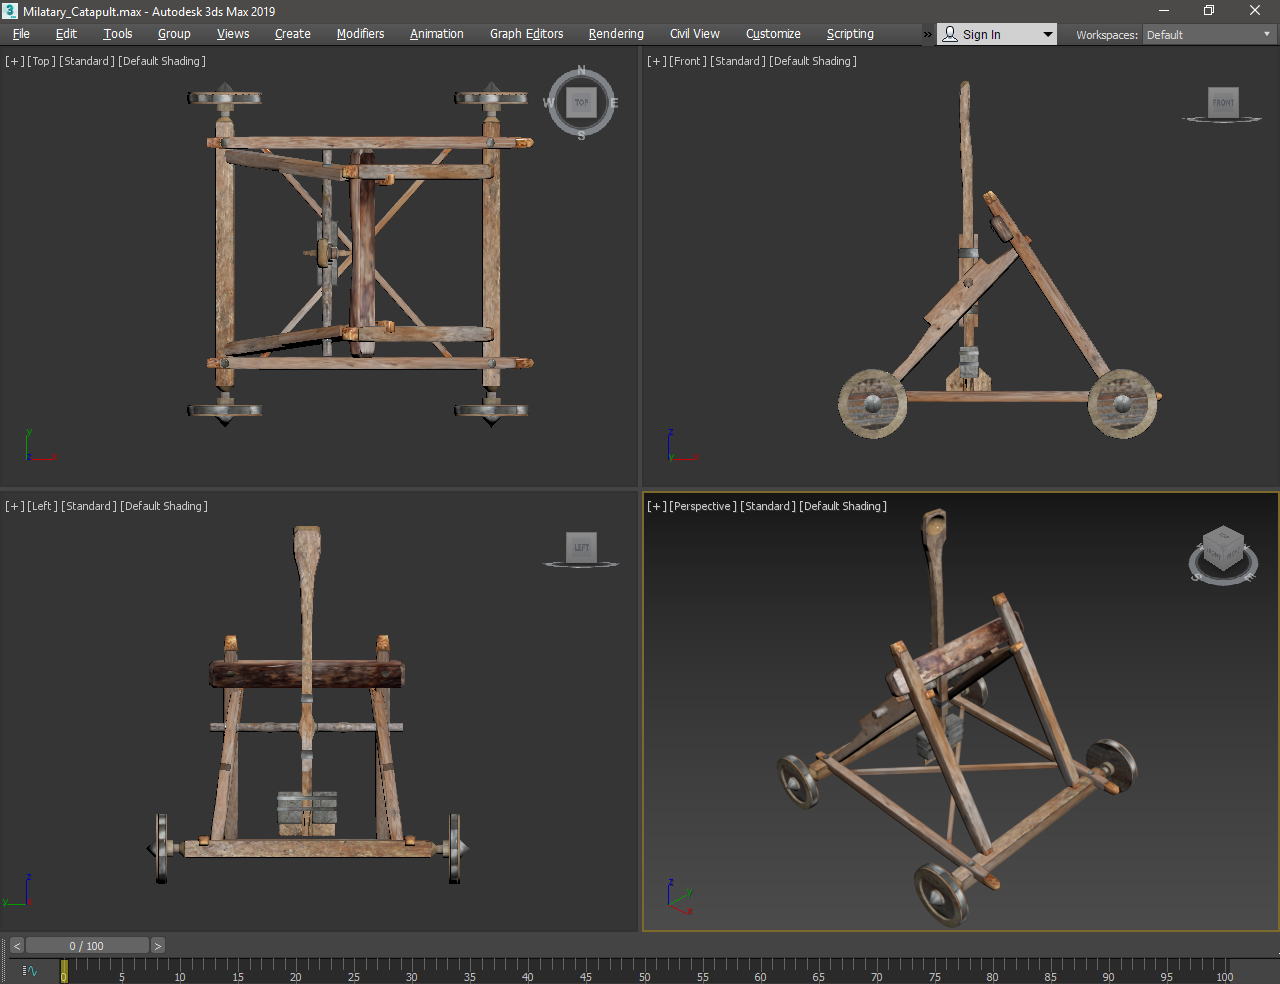 3 Milatary_Catapult.max - Autodesk 3ds Max 2019
File Edit Tools Group Views Create Modifiers Animation Graph Editors Rendering Civil View Customize Scripting » Sign In Workspaces: Default
[+] [Top] [Standard] [Default Shading]
[+] [Front] [Standard] [Default Shading]
N
W TOP E
S
FRONT
y
z x
z
y x
[+] [Left] [Standard] [Default Shading]
[+] [Perspective] [Standard] [Default Shading]
LEFT
TOP
FRONT
S E
z
y x
z
y
x
< 0 / 100 >
0 5 10 15 20 25 30 35 40 45 50 55 60 65 70 75 80 85 90 95 100